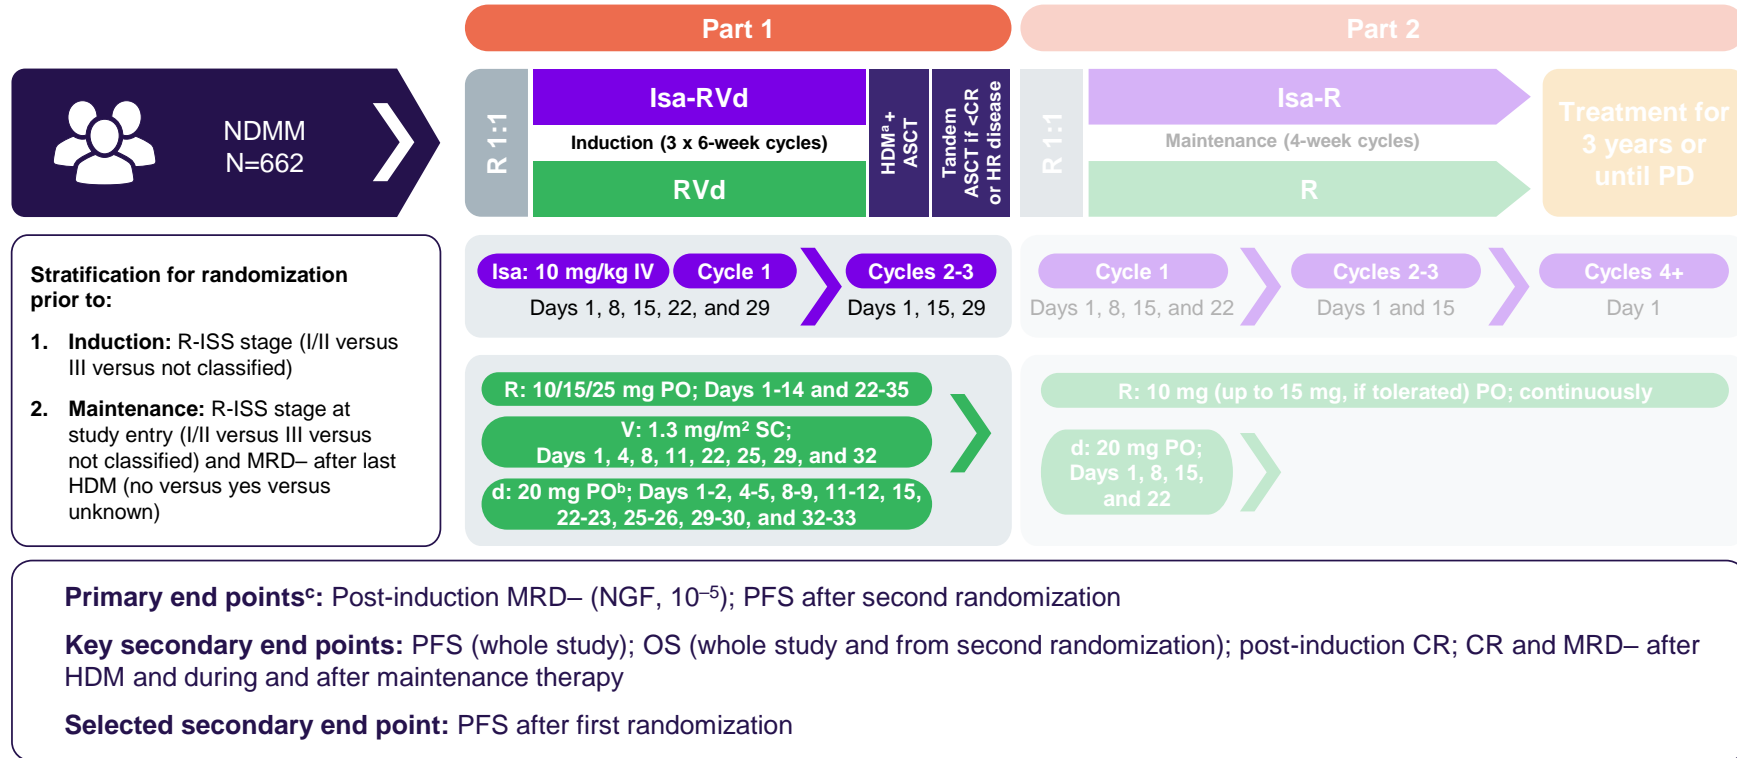 Part 1
Part 2
NDMM
N=662
R 1:1
Isa-RVd
Induction (3 x 6-week cycles)
RVd
HDMᵃ +
ASCT
Tandem
ASCT if <CR
or HR disease
R 1:1
Isa-R
Maintenance (4-week cycles)
R
Treatment for
3 years or
until PD
Stratification for randomization
prior to:
1. Induction: R-ISS stage (I/II versus
III versus not classified)
2. Maintenance: R-ISS stage at
study entry (I/II versus III versus
not classified) and MRD– after last
HDM (no versus yes versus
unknown)
Isa: 10 mg/kg IV
Cycle 1
Days 1, 8, 15, 22, and 29
Cycles 2-3
Days 1, 15, 29
Cycle 1
Days 1, 8, 15, and 22
Cycles 2-3
Days 1 and 15
Cycles 4+
Day 1
R: 10/15/25 mg PO; Days 1-14 and 22-35
V: 1.3 mg/m² SC;
Days 1, 4, 8, 11, 22, 25, 29, and 32
d: 20 mg POᵇ; Days 1-2, 4-5, 8-9, 11-12, 15,
22-23, 25-26, 29-30, and 32-33
R: 10 mg (up to 15 mg, if tolerated) PO; continuously
d: 20 mg PO;
Days 1, 8, 15,
and 22
Primary end pointsᶜ: Post-induction MRD– (NGF, 10⁻⁵); PFS after second randomization
Key secondary end points: PFS (whole study); OS (whole study and from second randomization); post-induction CR; CR and MRD– after
HDM and during and after maintenance therapy
Selected secondary end point: PFS after first randomization